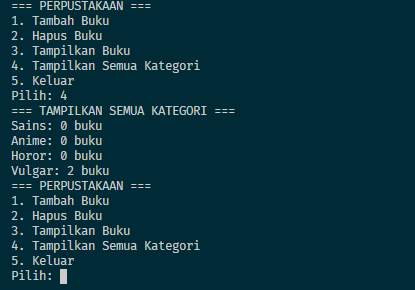 === PERPUSTAKAAN ===
1. Tambah Buku
2. Hapus Buku
3. Tampilkan Buku
4. Tampilkan Semua Kategori
5. Keluar
Pilih: 4
=== TAMPILKAN SEMUA KATEGORI ===
Sains: 0 buku
Anime: 0 buku
Horor: 0 buku
Vulgar: 2 buku
=== PERPUSTAKAAN ===
1. Tambah Buku
2. Hapus Buku
3. Tampilkan Buku
4. Tampilkan Semua Kategori
5. Keluar
Pilih: